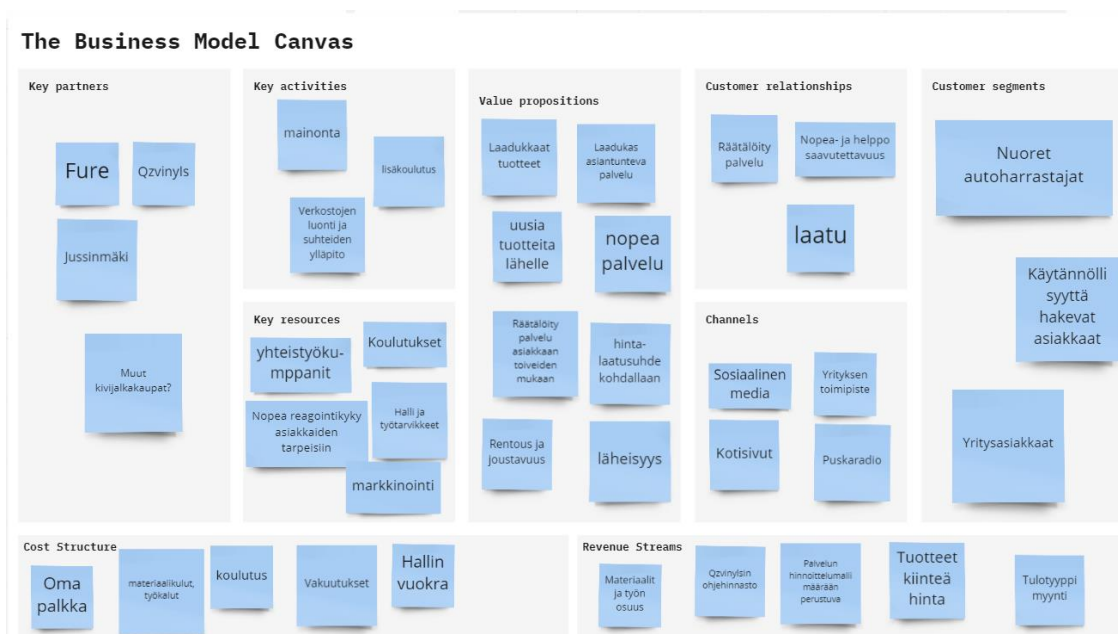 The Business Model Canvas
Key partners
Fure
Qzvinyls
Jussinmäki
Muut
kivijalkakaupat?
Key activities
mainonta
lisäkoulutus
Verkostojen
luonti ja
suhteiden
ylläpito
Key resources
yhteistyöku-
mppanit
Koulutukset
Nopea reagointikyky
asiakkaiden
tarpeisiin
Halli ja
työtarvikkeet
markkinointi
Value propositions
Laadukkaat
tuotteet
Laadukas
asiantunteva
palvelu
uusia
tuotteita
lähelle
nopea
palvelu
Räätälöity
palvelu
asiakkaan
toiveiden
mukaan
hinta-
laatusuhde
kohdallaan
Rentous ja
joustavuus
läheisyys
Customer relationships
Räätälöity
palvelu
Nopea- ja helppo
saavutettavuus
laatu
Channels
Sosiaalinen
media
Yrityksen
toimipiste
Kotisivut
Puskaradio
Customer segments
Nuoret
autoharrastajat
Käytännölli
syyttä
hakevat
asiakkaat
Yritysasiakkaat
Cost Structure
Oma
palkka
materiaalikulut,
työkalut
koulutus
Vakuutukset
Hallin
vuokra
Revenue Streams
Materiaalit
ja työn
osuus
Qzvinylsin
ohjehinnasto
Palvelun
hinnoittelumalli
määrään
perustuva
Tuotteet
kiinteä
hinta
Tulotyyppi
myynti